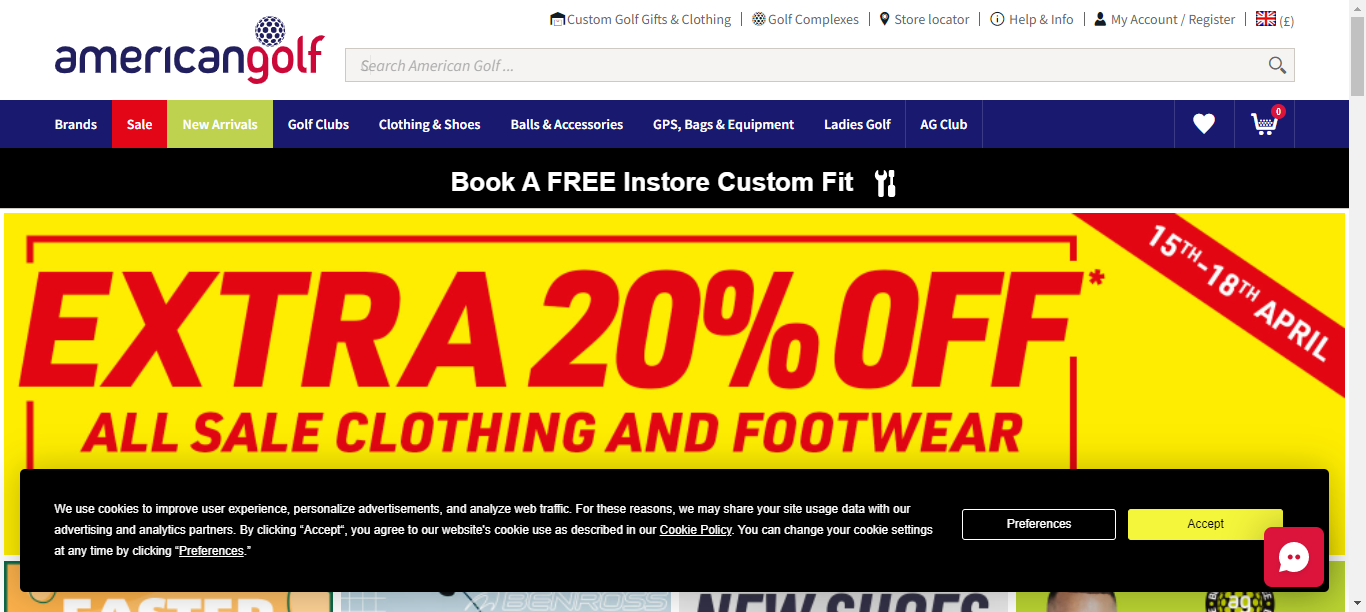 Custom Golf Gifts & Clothing
Golf Complexes
Store locator
Help & Info
My Account / Register
(£)
americangolf
Search American Golf ...
Brands
Sale
New Arrivals
Golf Clubs
Clothing & Shoes
Balls & Accessories
GPS, Bags & Equipment
Ladies Golf
AG Club
0
Book A FREE Instore Custom Fit
15TH-18TH APRIL
EXTRA 20% OFF*
ALL SALE CLOTHING AND FOOTWEAR
We use cookies to improve user experience, personalize advertisements, and analyze web traffic. For these reasons, we may share your site usage data with our
advertising and analytics partners. By clicking “Accept“, you agree to our website's cookie use as described in our Cookie Policy. You can change your cookie settings
at any time by clicking “Preferences.”
Preferences
Accept
EASTER
BENROSS
NEW SHOES
ag